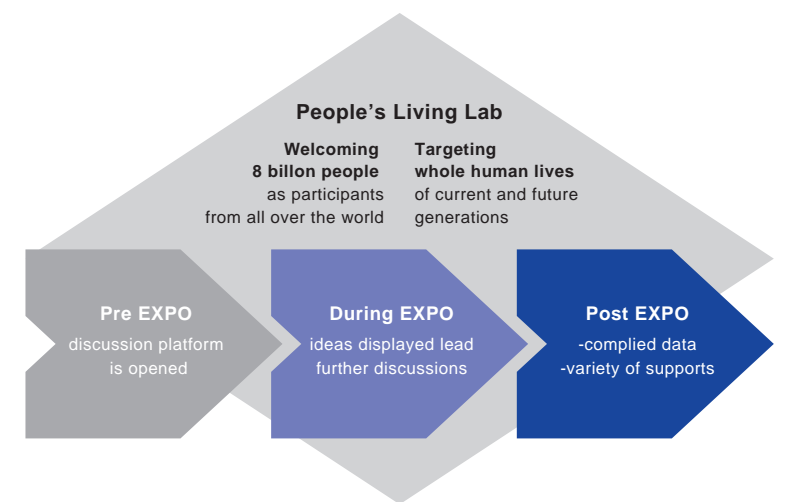 People's Living Lab
Welcoming
8 billon people
as participants
from all over the world
Targeting
whole human lives
of current and future
generations
Pre EXPO
discussion platform
is opened
During EXPO
ideas displayed lead
further discussions
Post EXPO
-complied data
-variety of supports